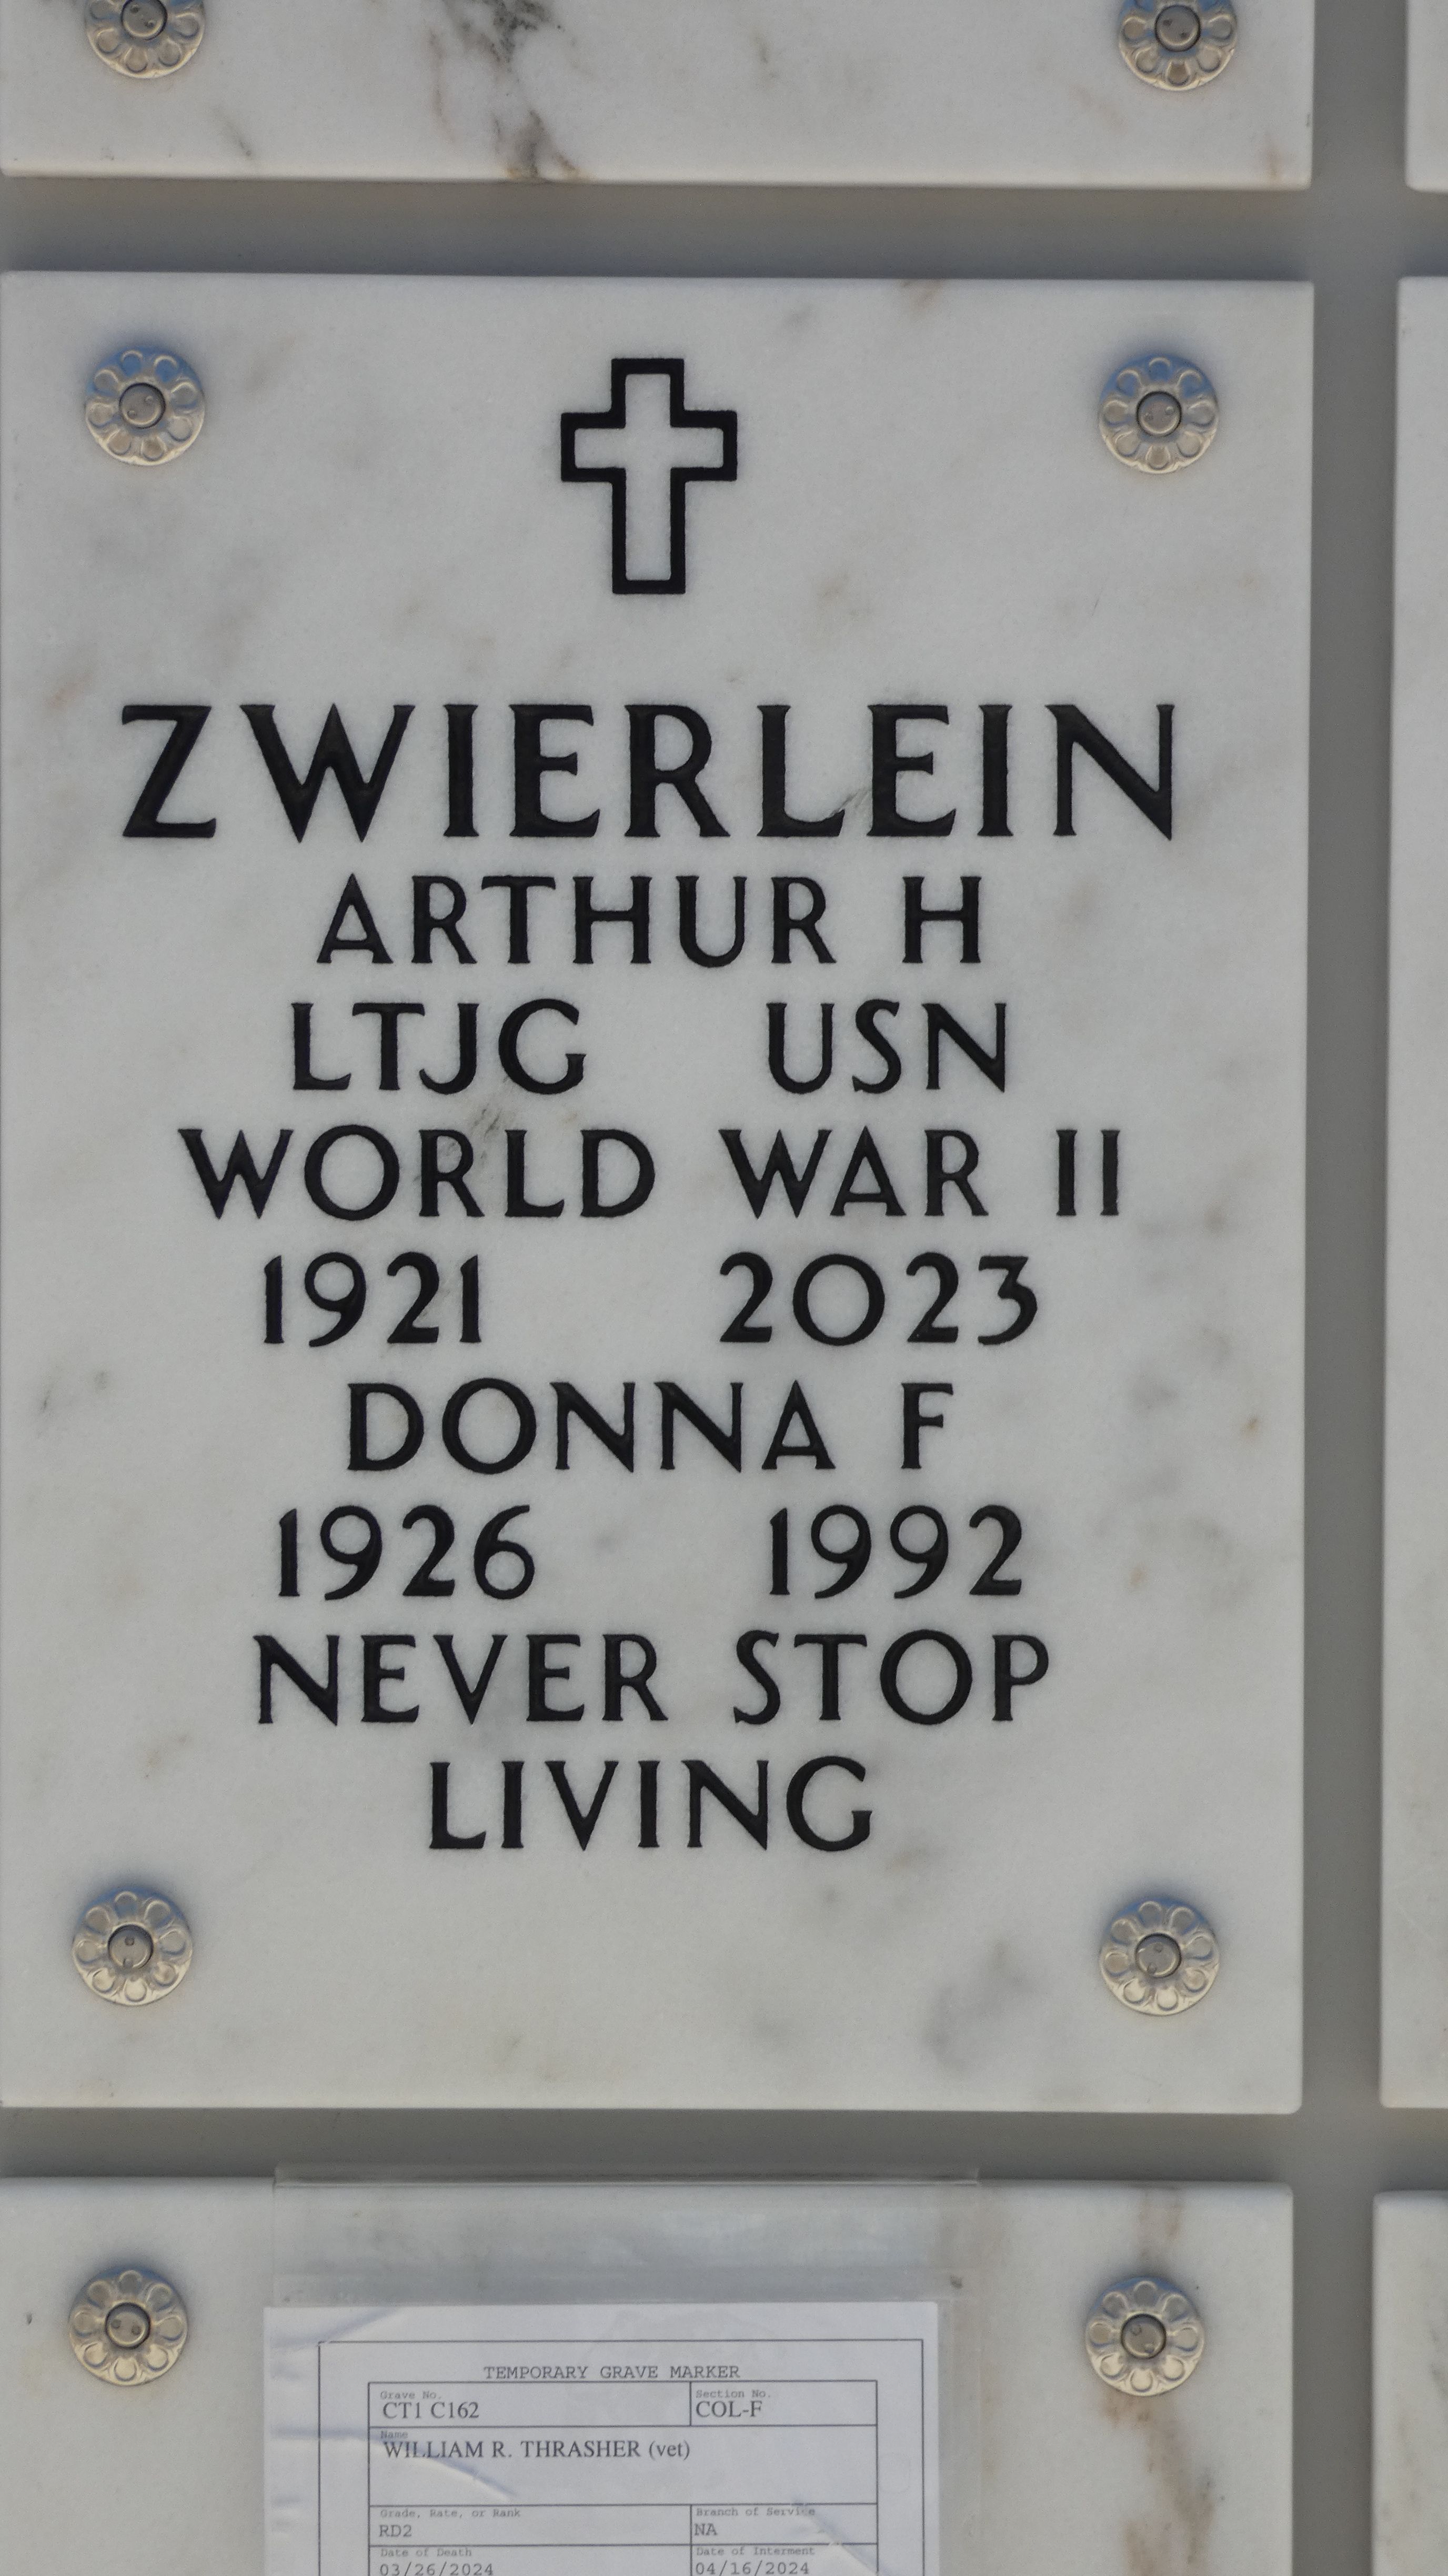 ZWIERLEIN
ARTHUR H
LTJG USN
WORLD WAR II
1921 2023
DONNA F
1926 1992
NEVER STOP
LIVING
TEMPORARY GRAVE MARKER
Grave No. Section No.
CT1 C162 COL-F
Name
WILLIAM R. THRASHER (vet)
Grade, Rate, or Rank Branch of Service
RD2 NA
Date of Death Date of Interment
03/26/2024 04/16/2024